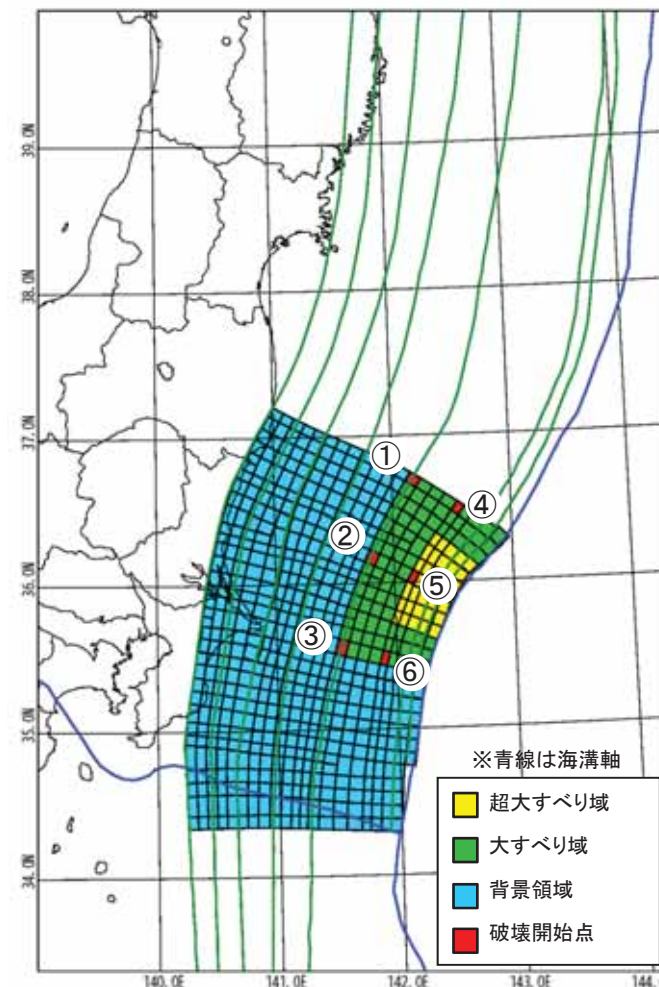 39.0N
38.0N
37.0N
①
④
②
36.0N
⑤
③
⑥
35.0N
※青線は海溝軸
超大すべり域
大すべり域
34.0N
背景領域
破壊開始点
140.0E
141.0E
142.0E
143.0E
144.0E